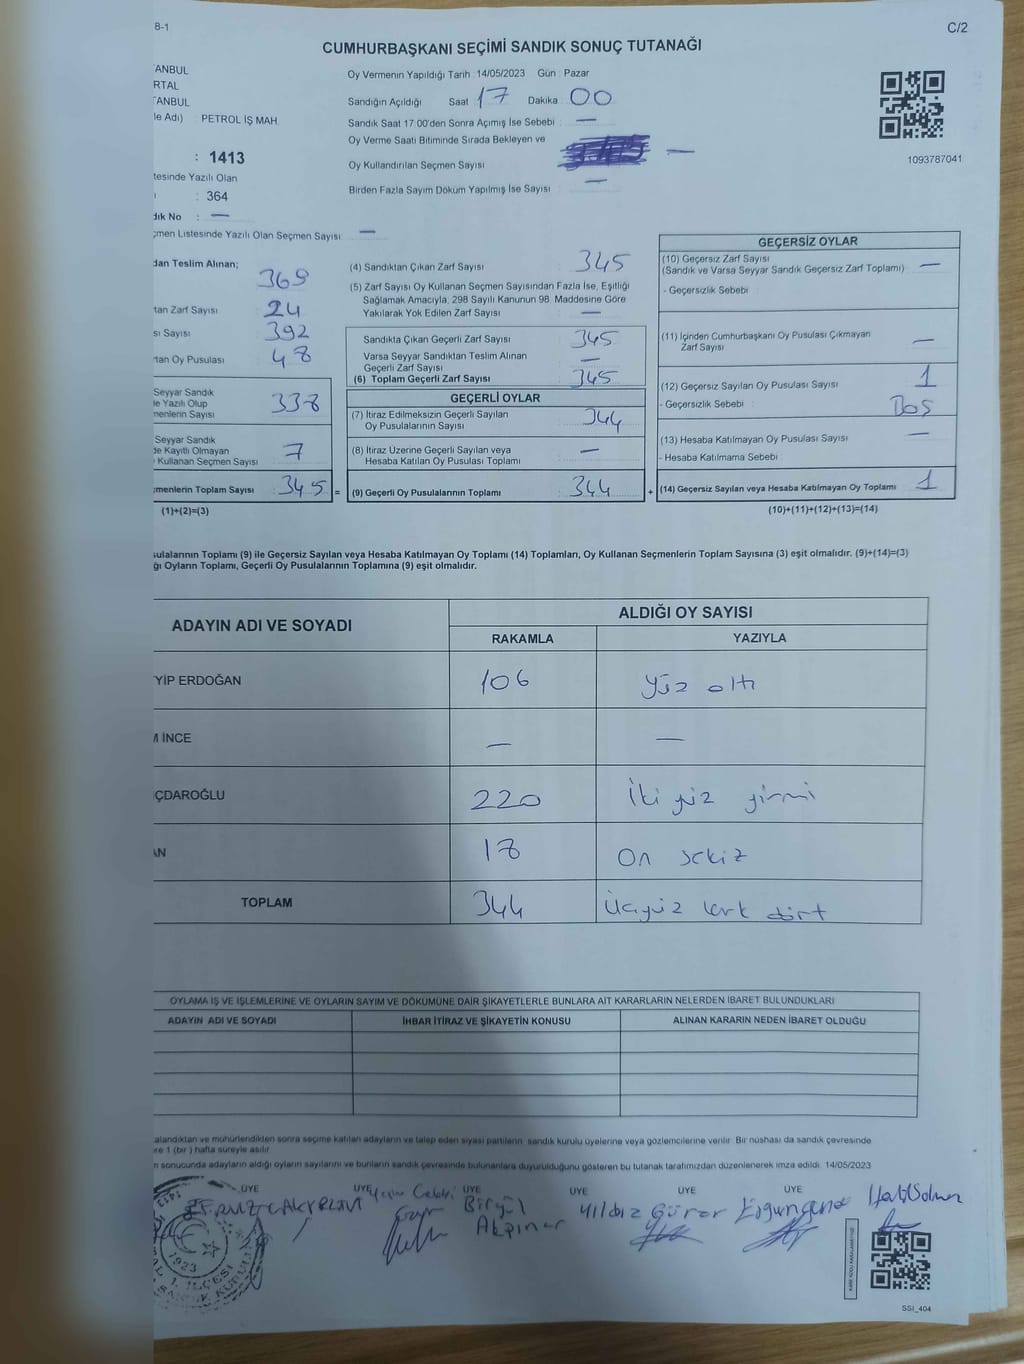 8-1
C/2
CUMHURBAŞKANI SEÇİMİ SANDIK SONUÇ TUTANAĞI
ANBUL
RTAL
ANBUL
le Adı) PETROL İŞ MAH
: 1413
tesinde Yazılı Olan
: 364
dık No : —
çmen Listesinde Yazılı Olan Seçmen Sayısı —
Oy Vermenin Yapıldığı Tarih 14/05/2023 Gün Pazar
Sandığın Açıldığı Saat 17 Dakika 00
Sandık Saat 17 00'den Sonra Açımış İse Sebebi : —
Oy Verme Saati Bitiminde Sırada Bekleyen ve
Oy Kullandırılan Seçmen Sayısı —
Birden Fazla Sayım Döküm Yapılmış İse Sayısı : —
1093787041
dan Teslim Alınan; 369
tan Zarf Sayısı 24
sı Sayısı 392
tan Oy Pusulası 48
Seyyar Sandık
le Yazılı Olup
menlerin Sayısı 338
Seyyar Sandık
de Kayıtlı Olmayan
Kullanan Seçmen Sayısı 7
çmenlerin Toplam Sayısı 345 =
(1)+(2)=(3)
(4) Sandıktan Çıkan Zarf Sayısı 345
(5) Zarf Sayısı Oy Kullanan Seçmen Sayısından Fazla İse, Eşitliği
Sağlamak Amacıyla, 298 Sayılı Kanunun 98. Maddesine Göre
Yakılarak Yok Edilen Zarf Sayısı —
Sandıkta Çıkan Geçerli Zarf Sayısı 345
Varsa Seyyar Sandıktan Teslim Alınan
Geçerli Zarf Sayısı —
(6) Toplam Geçerli Zarf Sayısı 345
GEÇERLİ OYLAR
(7) İtiraz Edilmeksizin Geçerli Sayılan
Oy Pusulalarının Sayısı 344
(8) İtiraz Üzerine Geçerli Sayılan veya
Hesaba Katılan Oy Pusulası Toplamı —
(9) Geçerli Oy Pusulalarının Toplamı 344 +
GEÇERSİZ OYLAR
(10) Geçersiz Zarf Sayısı
(Sandık ve Varsa Seyyar Sandık Geçersiz Zarf Toplamı) —
- Geçersizlik Sebebi
(11) İçinden Cumhurbaşkanı Oy Pusulası Çıkmayan
Zarf Sayısı —
(12) Geçersiz Sayılan Oy Pusulası Sayısı 1
- Geçersizlik Sebebi : Boş
(13) Hesaba Katılmayan Oy Pusulası Sayısı —
- Hesaba Katılmama Sebebi
(14) Geçersiz Sayılan veya Hesaba Katılmayan Oy Toplamı 1
(10)+(11)+(12)+(13)=(14)
sulalarının Toplamı (9) ile Geçersiz Sayılan veya Hesaba Katılmayan Oy Toplamı (14) Toplamları, Oy Kullanan Seçmenlerin Toplam Sayısına (3) eşit olmalıdır. (9)+(14)=(3)
ğı Oyların Toplamı, Geçerli Oy Pusulalarının Toplamına (9) eşit olmalıdır.
ADAYIN ADI VE SOYADI ALDIĞI OY SAYISI
RAKAMLA YAZIYLA
YİP ERDOĞAN 106 yüz altı
M İNCE — —
ÇDAROĞLU 220 İki yüz yirmi
AN 18 On sekiz
TOPLAM 344 Üçyüz kırk dört
OYLAMA İŞ VE İŞLEMLERİNE VE OYLARIN SAYIM VE DÖKÜMÜNE DAİR ŞİKAYETLERLE BUNLARA AİT KARARLARIN NELERDEN İBARET BULUNDUKLARI
ADAYIN ADI VE SOYADI İHBAR İTİRAZ VE ŞİKAYETİN KONUSU ALINAN KARARIN NEDEN İBARET OLDUĞU
alandıktan ve mühürlendikten sonra seçime katılan adayların ve talep eden siyasi partilerin sandık kurulu üyelerine veya gözlemcilerine verilir. Bir nüshası da sandık çevresinde
re 1 (bir) hafta süreyle asılır
n sonucunda adayların aldığı oyların sayılarını ve bunların sandık çevresinde bulunanlara duyurulduğunu gösteren bu tutanak tarafımızdan düzenlenerek imza edildi. 14/05/2023
ÜYE ÜYE ÜYE ÜYE ÜYE ÜYE
Birgül Akpınar
Yıldız Gürer
1413
1923
1. İLÇESİ
SANDIK KURULU
SSI_404